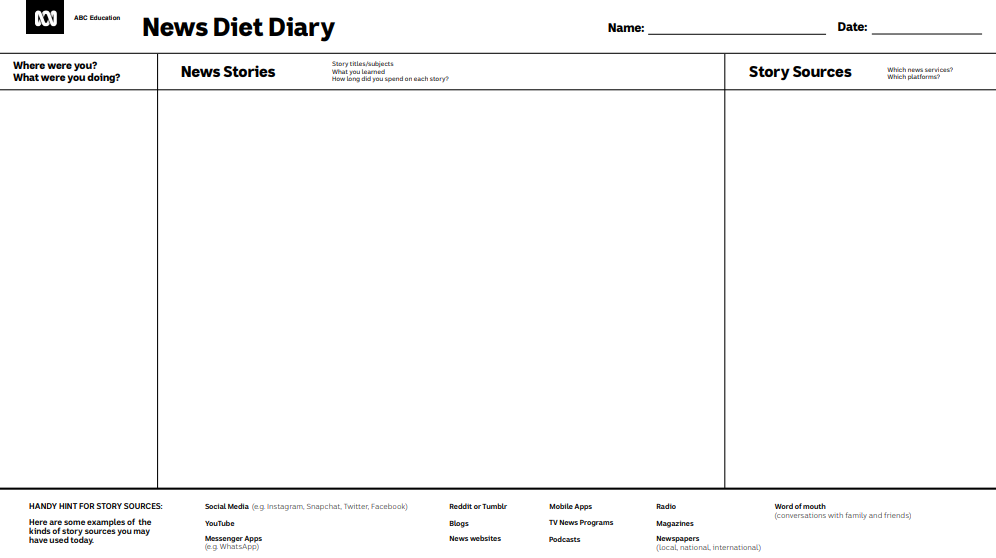 ABC Education
News Diet Diary
Name:
Date:
Where were you?
What were you doing?
News Stories
Story titles/subjects
What you learned
How long did you spend on each story?
Story Sources
Which news services?
Which platforms?
HANDY HINT FOR STORY SOURCES:
Here are some examples of the
kinds of story sources you may
have used today.
Social Media (e.g. Instagram, Snapchat, Twitter, Facebook)
YouTube
Messenger Apps
(e.g. WhatsApp)
Reddit or Tumblr
Blogs
News websites
Mobile Apps
TV News Programs
Podcasts
Radio
Magazines
Newspapers
(local, national, international)
Word of mouth
(conversations with family and friends)